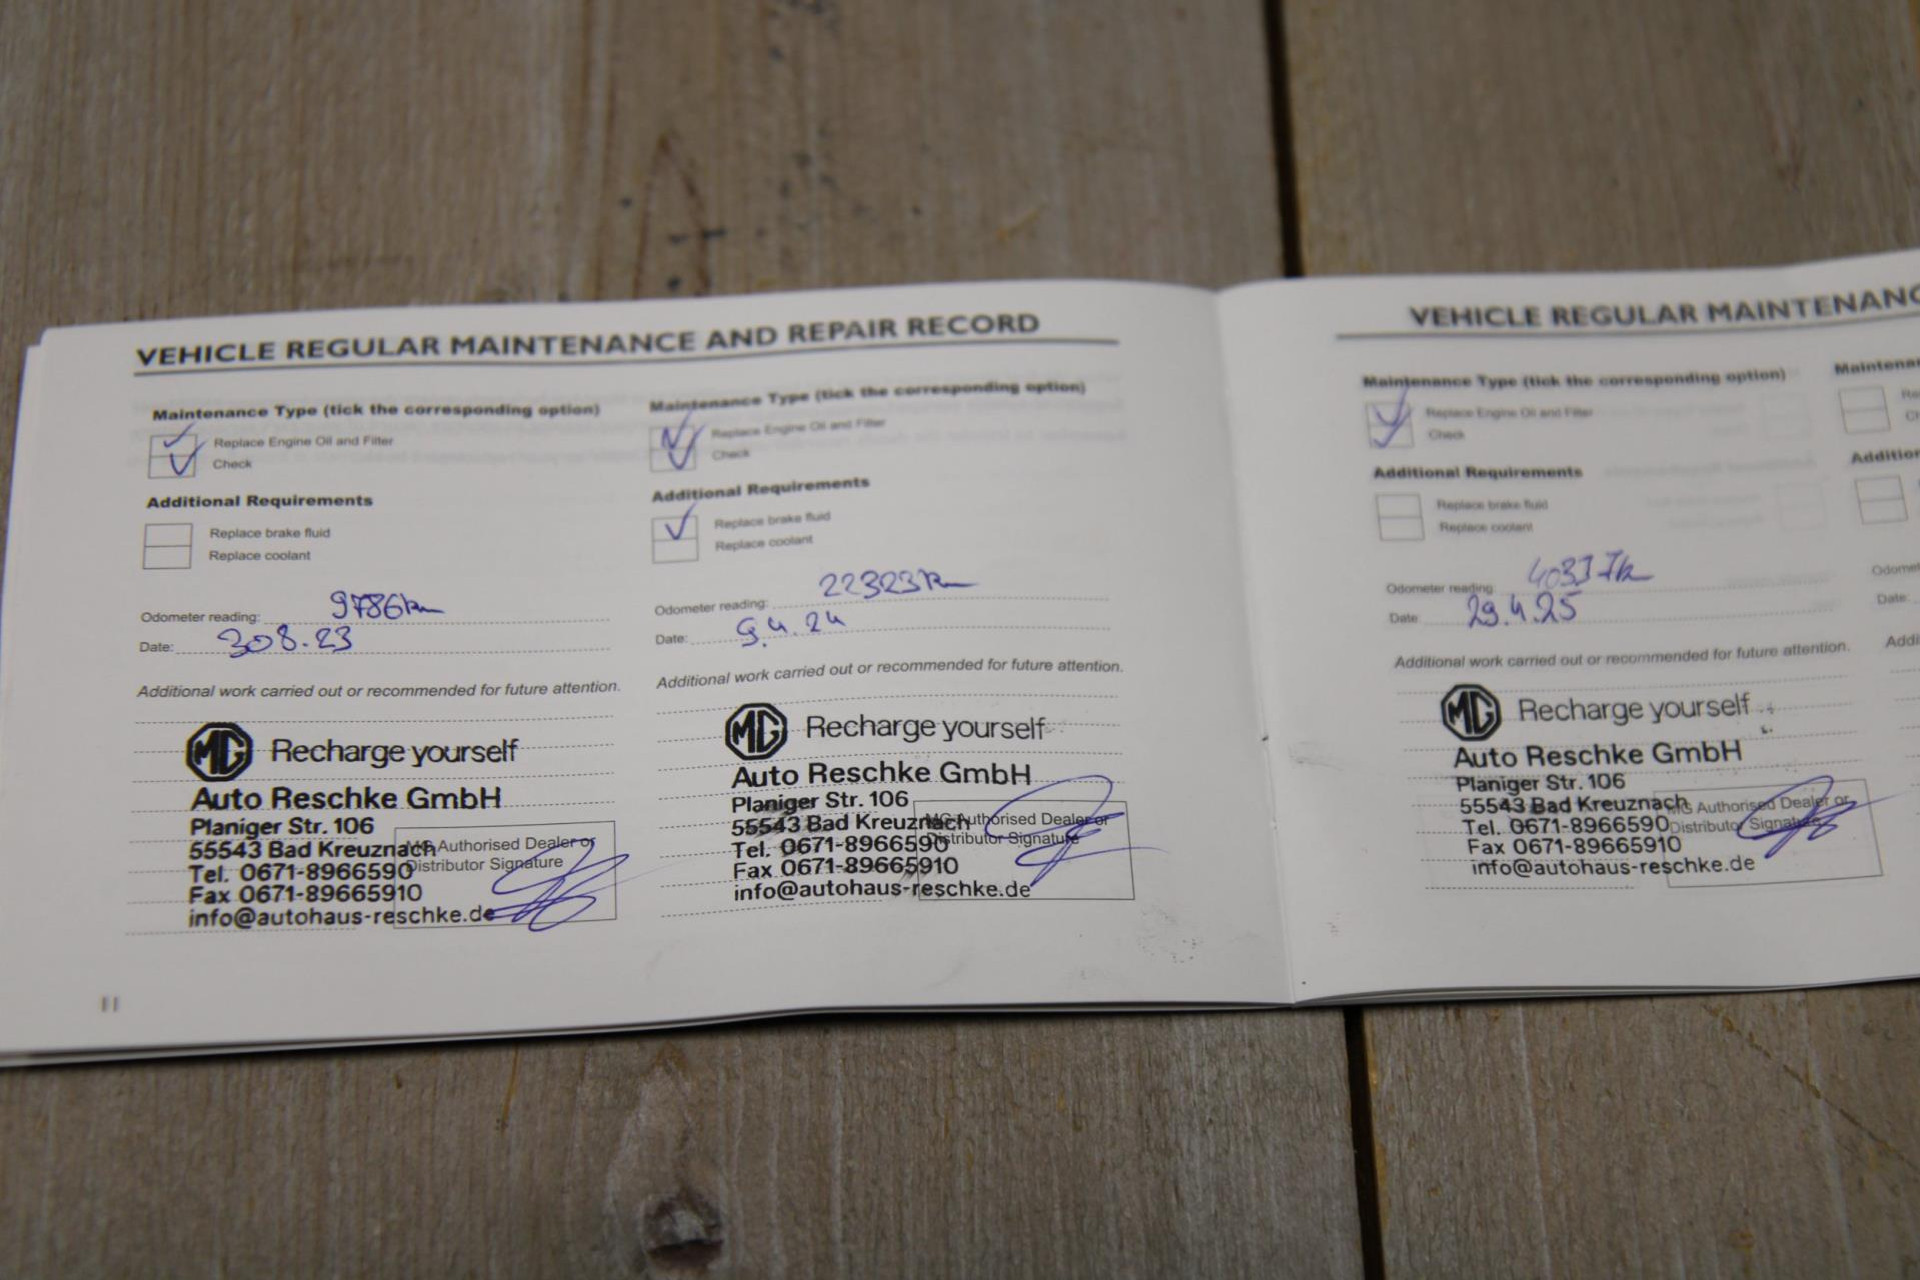 VEHICLE REGULAR MAINTENANCE AND REPAIR RECORD
Maintenance Type (tick the corresponding option)
Replace Engine Oil and Filter
Check
Additional Requirements
Replace brake fluid
Replace coolant
Odometer reading: 9786km
Date: 30 8.23
Additional work carried out or recommended for future attention.
MG Recharge yourself
Auto Reschke GmbH
Planiger Str. 106
55543 Bad Kreuznach
Tel. 0671-8966590
Fax 0671-89665910
info@autohaus-reschke.de
MG Authorised Dealer or
Distributor Signature
11
Maintenance Type (tick the corresponding option)
Replace Engine Oil and Filter
Check
Additional Requirements
Replace brake fluid
Replace coolant
Odometer reading: 22323km
Date: 9.4.24
Additional work carried out or recommended for future attention.
MG Recharge yourself
Auto Reschke GmbH
Planiger Str. 106
55543 Bad Kreuznach
Tel. 0671-8966590
Fax 0671-89665910
info@autohaus-reschke.de
MG Authorised Dealer or
Distributor Signature
VEHICLE REGULAR MAINTENANC
Maintenance Type (tick the corresponding option)
Replace Engine Oil and Filter
Check
Additional Requirements
Replace brake fluid
Replace coolant
Odometer reading:
Date: 29.4.25
Additional work carried out or recommended for future attention.
MG Recharge yourself
Auto Reschke GmbH
Planiger Str. 106
55543 Bad Kreuznach
Tel. 0671-8966590
Fax 0671-89665910
info@autohaus-reschke.de
MG Authorised Dealer or
Distributor Signature
Maintena
Re
C
Addition
Odomet
Date:
Addi